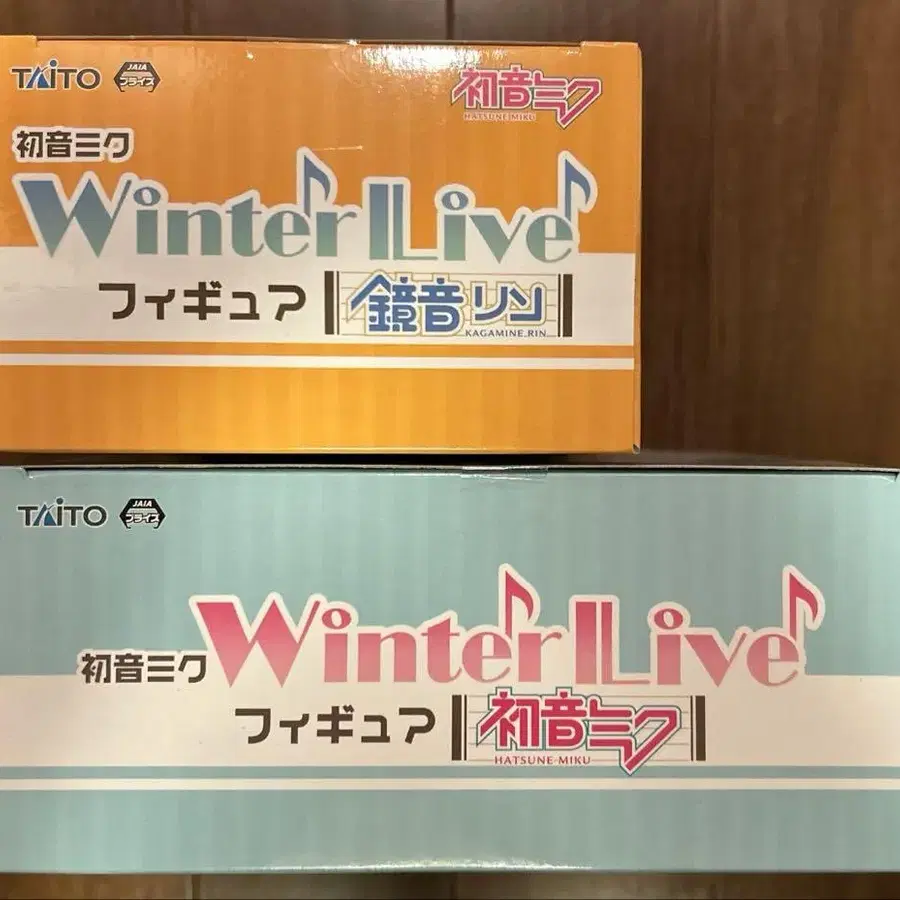 TAiTO JAIA プライズ
初音ミク
HATSUNE MIKU
初音ミク
Winter Live
フィギュア 鏡音リン
KAGAMINE RIN
TAiTO JAIA プライズ
初音ミク Winter Live
フィギュア 初音ミク
HATSUNE MIKU